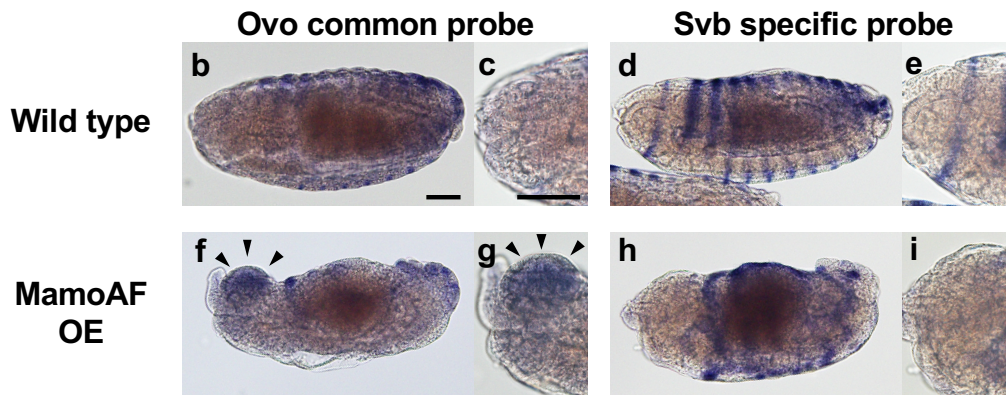 Ovo common probe
Svb specific probe
Wild type
b
c
d
e
MamoAF
OE
f
g
h
i